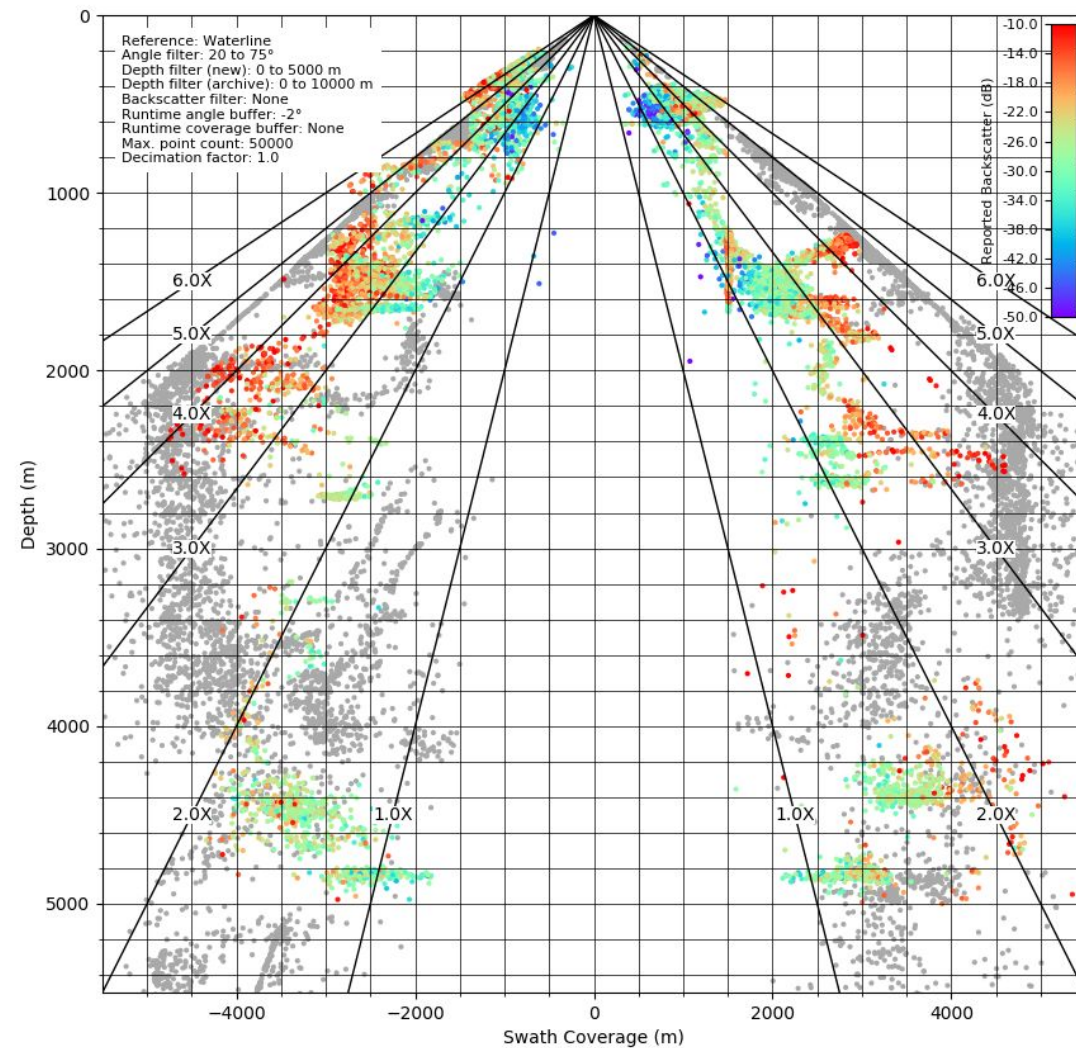 Reference: Waterline
Angle filter: 20 to 75°
Depth filter (new): 0 to 5000 m
Depth filter (archive): 0 to 10000 m
Backscatter filter: None
Runtime angle buffer: -2°
Runtime coverage buffer: None
Max. point count: 50000
Decimation factor: 1.0
-10.0
-14.0
-18.0
-22.0
-26.0
-30.0
-34.0
-38.0
-42.0
-46.0
-50.0
Reported Backscatter (dB)
0
1000
2000
3000
4000
5000
Depth (m)
6.0X
6.0X
5.0X
5.0X
4.0X
4.0X
3.0X
3.0X
2.0X
1.0X
1.0X
2.0X
−4000
−2000
0
2000
4000
Swath Coverage (m)